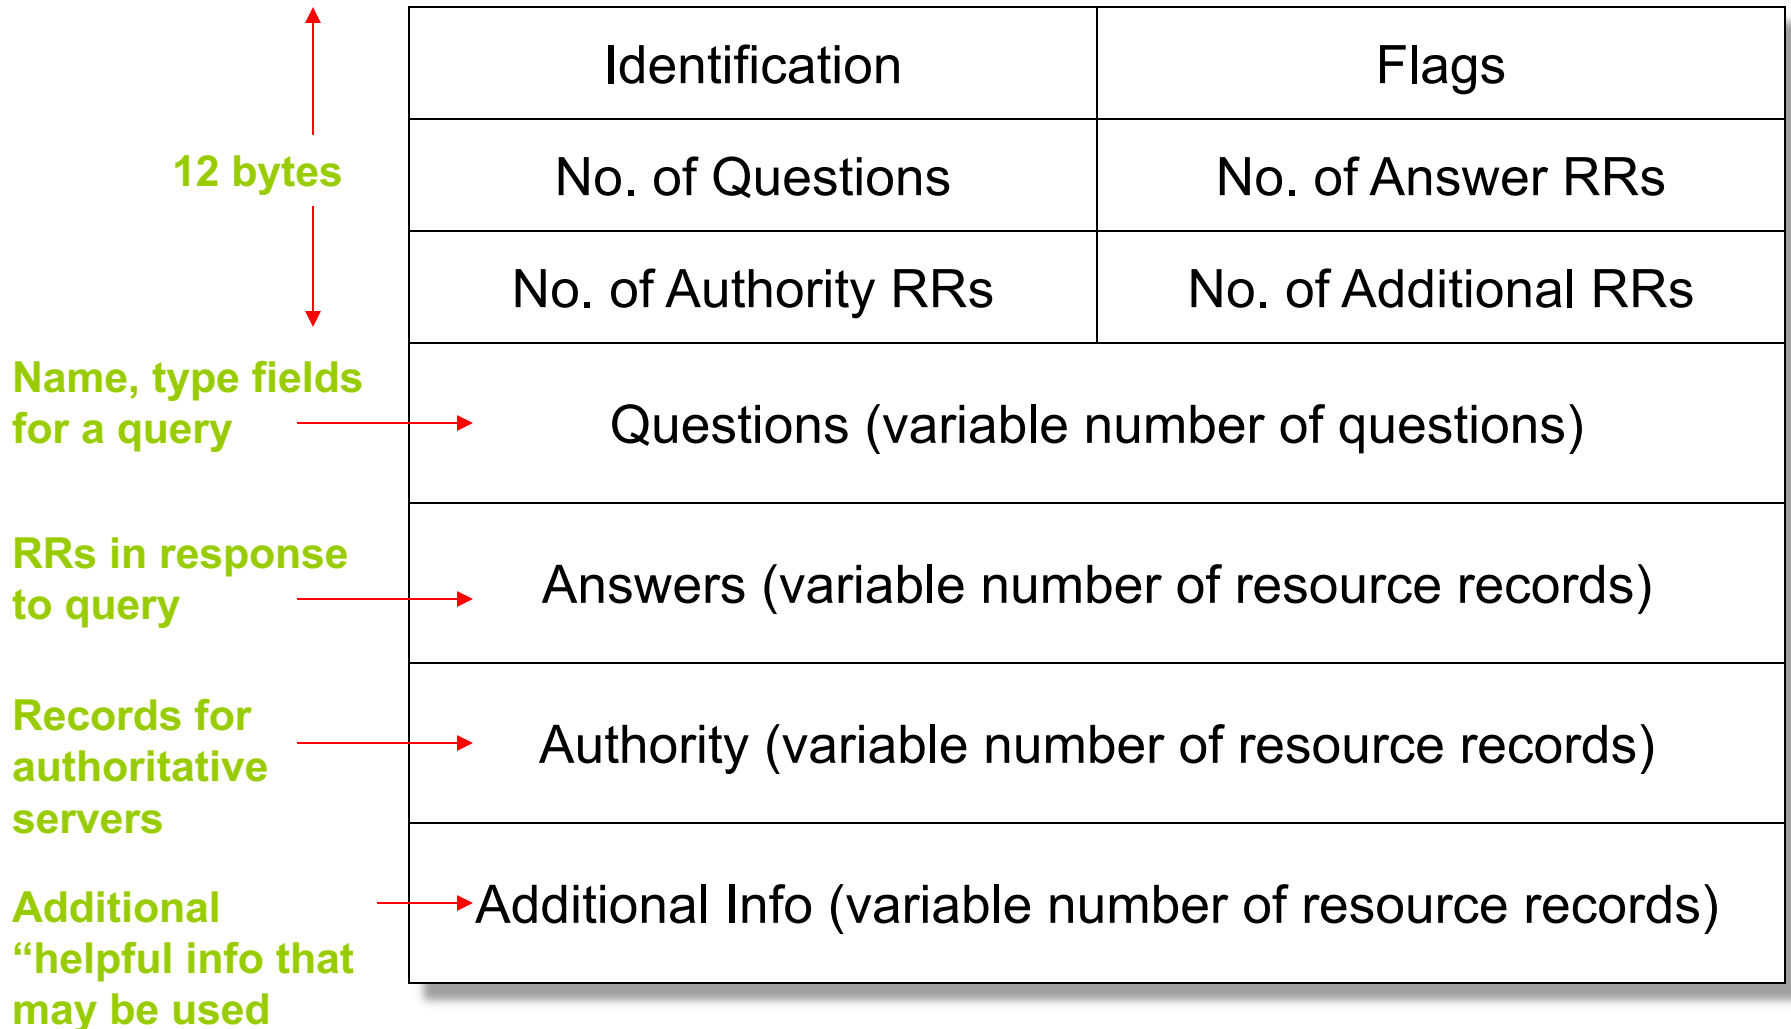 Identification
Flags
12 bytes
No. of Questions
No. of Answer RRs
No. of Authority RRs
No. of Additional RRs
Name, type fields
for a query
Questions (variable number of questions)
RRs in response
to query
Answers (variable number of resource records)
Records for
authoritative
servers
Authority (variable number of resource records)
Additional
“helpful info that
may be used
Additional Info (variable number of resource records)